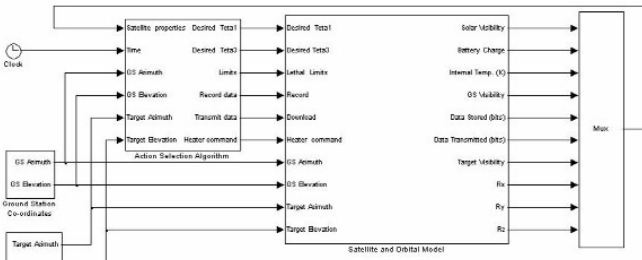 Satellite properties Desired Teta1
Time Desired Teta3
GS Azimuth Limits
GS Elevation Record data
Target Azimuth Transmit data
Target Elevation Heater command
Action Selection Algorithm
Clock
GS Azimuth
GS Elevation
Ground Station
Co-ordinates
Target Azimuth
Desired Teta1 Solar Visibility
Desired Teta3 Battery Charge
Lethal Limits Internal Temp. (K)
Record GS Visibility
Download Data Stored (bits)
Heater command Data Transmitted (bits)
GS Azimuth Target Visibility
GS Elevation Rx
Target Azimuth Ry
Target Elevation Rz
Satellite and Orbital Model
Mux